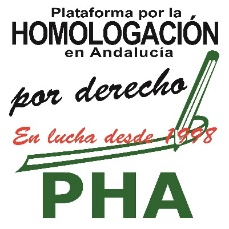 Plataforma por la
HOMOLOGACIÓN
en Andalucía
por derecho
En lucha desde 1998
PHA